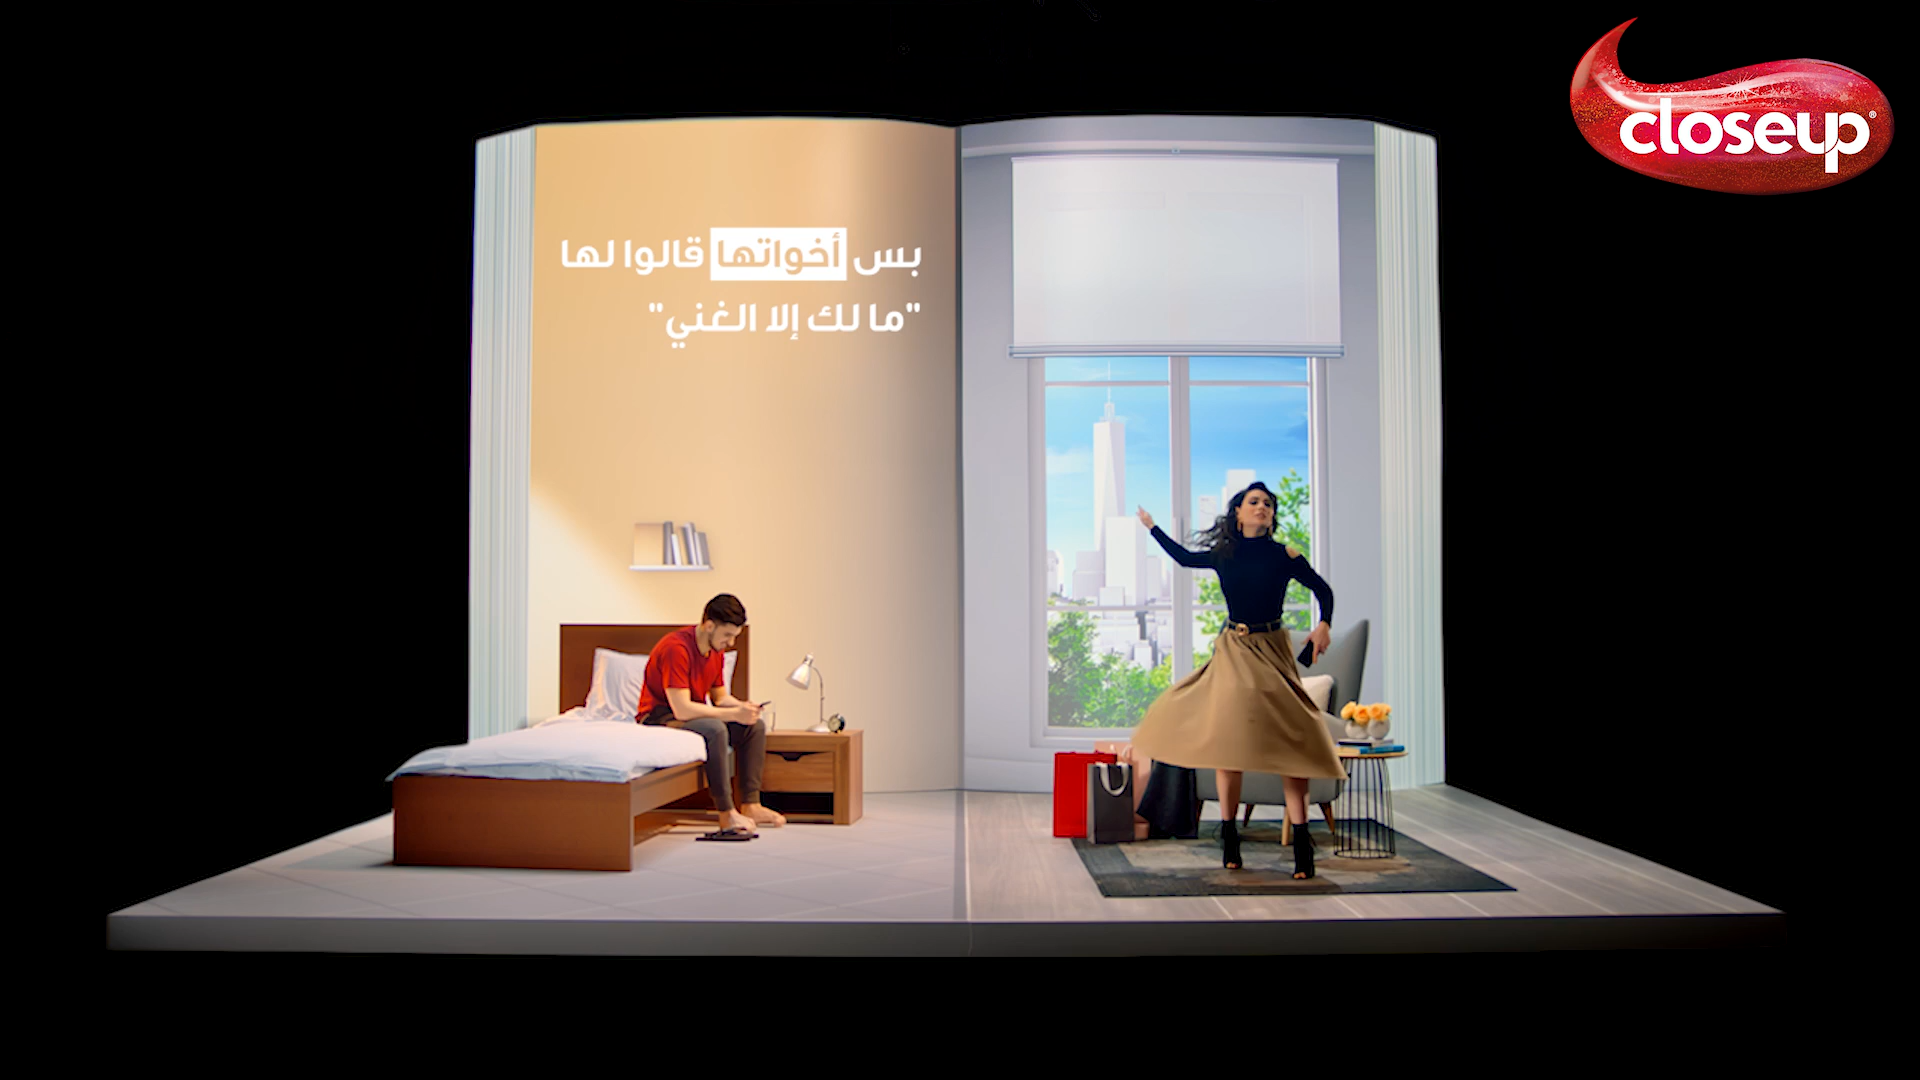 closeup®
بس أخواتها قالوا لها
"ما لك إلا الغني"